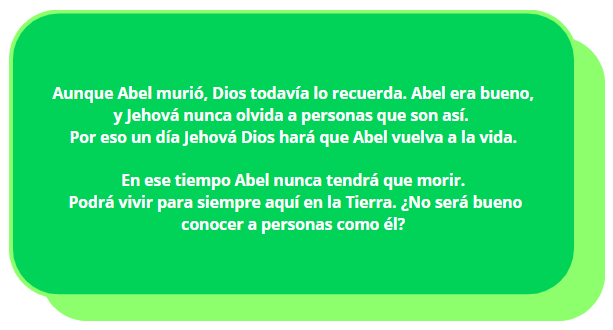 Aunque Abel murió, Dios todavía lo recuerda. Abel era bueno,
y Jehová nunca olvida a personas que son así.
Por eso un día Jehová Dios hará que Abel vuelva a la vida.
En ese tiempo Abel nunca tendrá que morir.
Podrá vivir para siempre aquí en la Tierra. ¿No será bueno
conocer a personas como él?